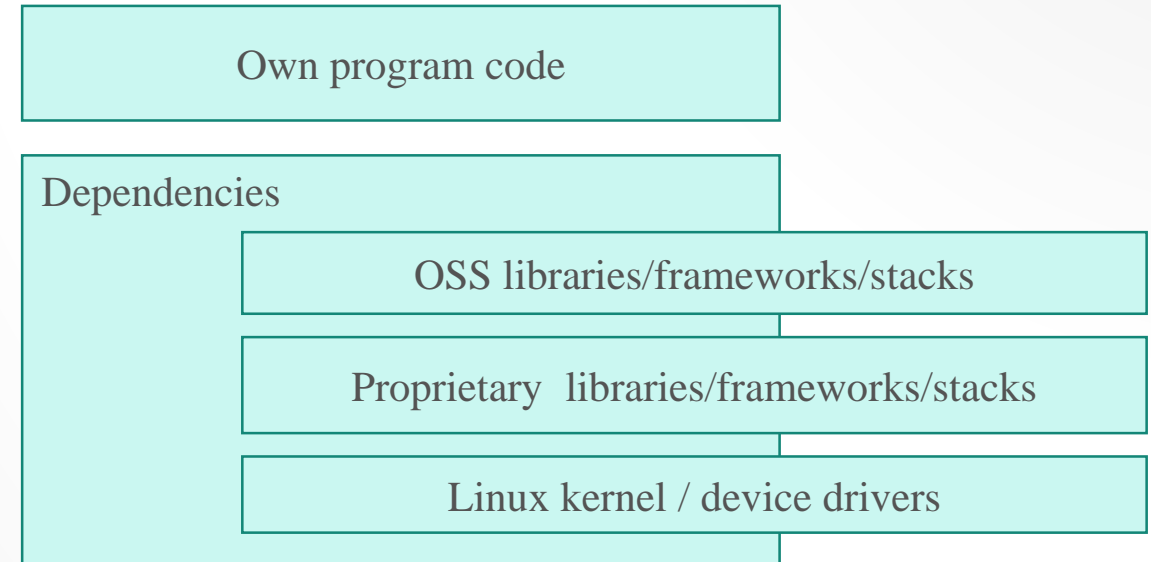 Own program code
Dependencies
OSS libraries/frameworks/stacks
Proprietary  libraries/frameworks/stacks
Linux kernel / device drivers